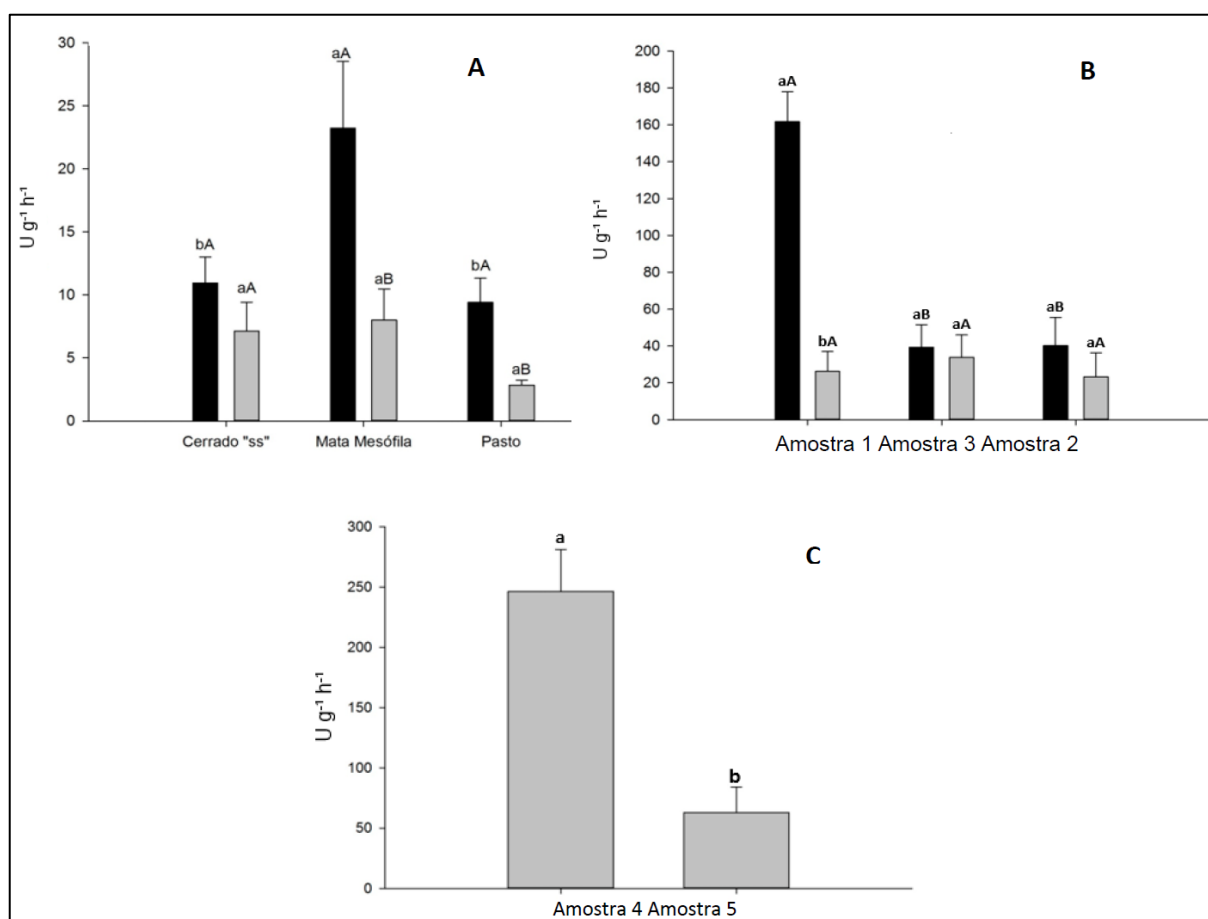 A
U g⁻¹ h⁻¹
30
25
20
15
10
5
0
bA
aA
aA
aB
bA
aB
Cerrado "ss" Mata Mesófila Pasto
B
U g⁻¹ h⁻¹
200
180
160
140
120
100
80
60
40
20
0
aA
bA
aB
aA
aB
aA
Amostra 1 Amostra 3 Amostra 2
C
U g⁻¹ h⁻¹
300
250
200
150
100
50
0
a
b
Amostra 4 Amostra 5